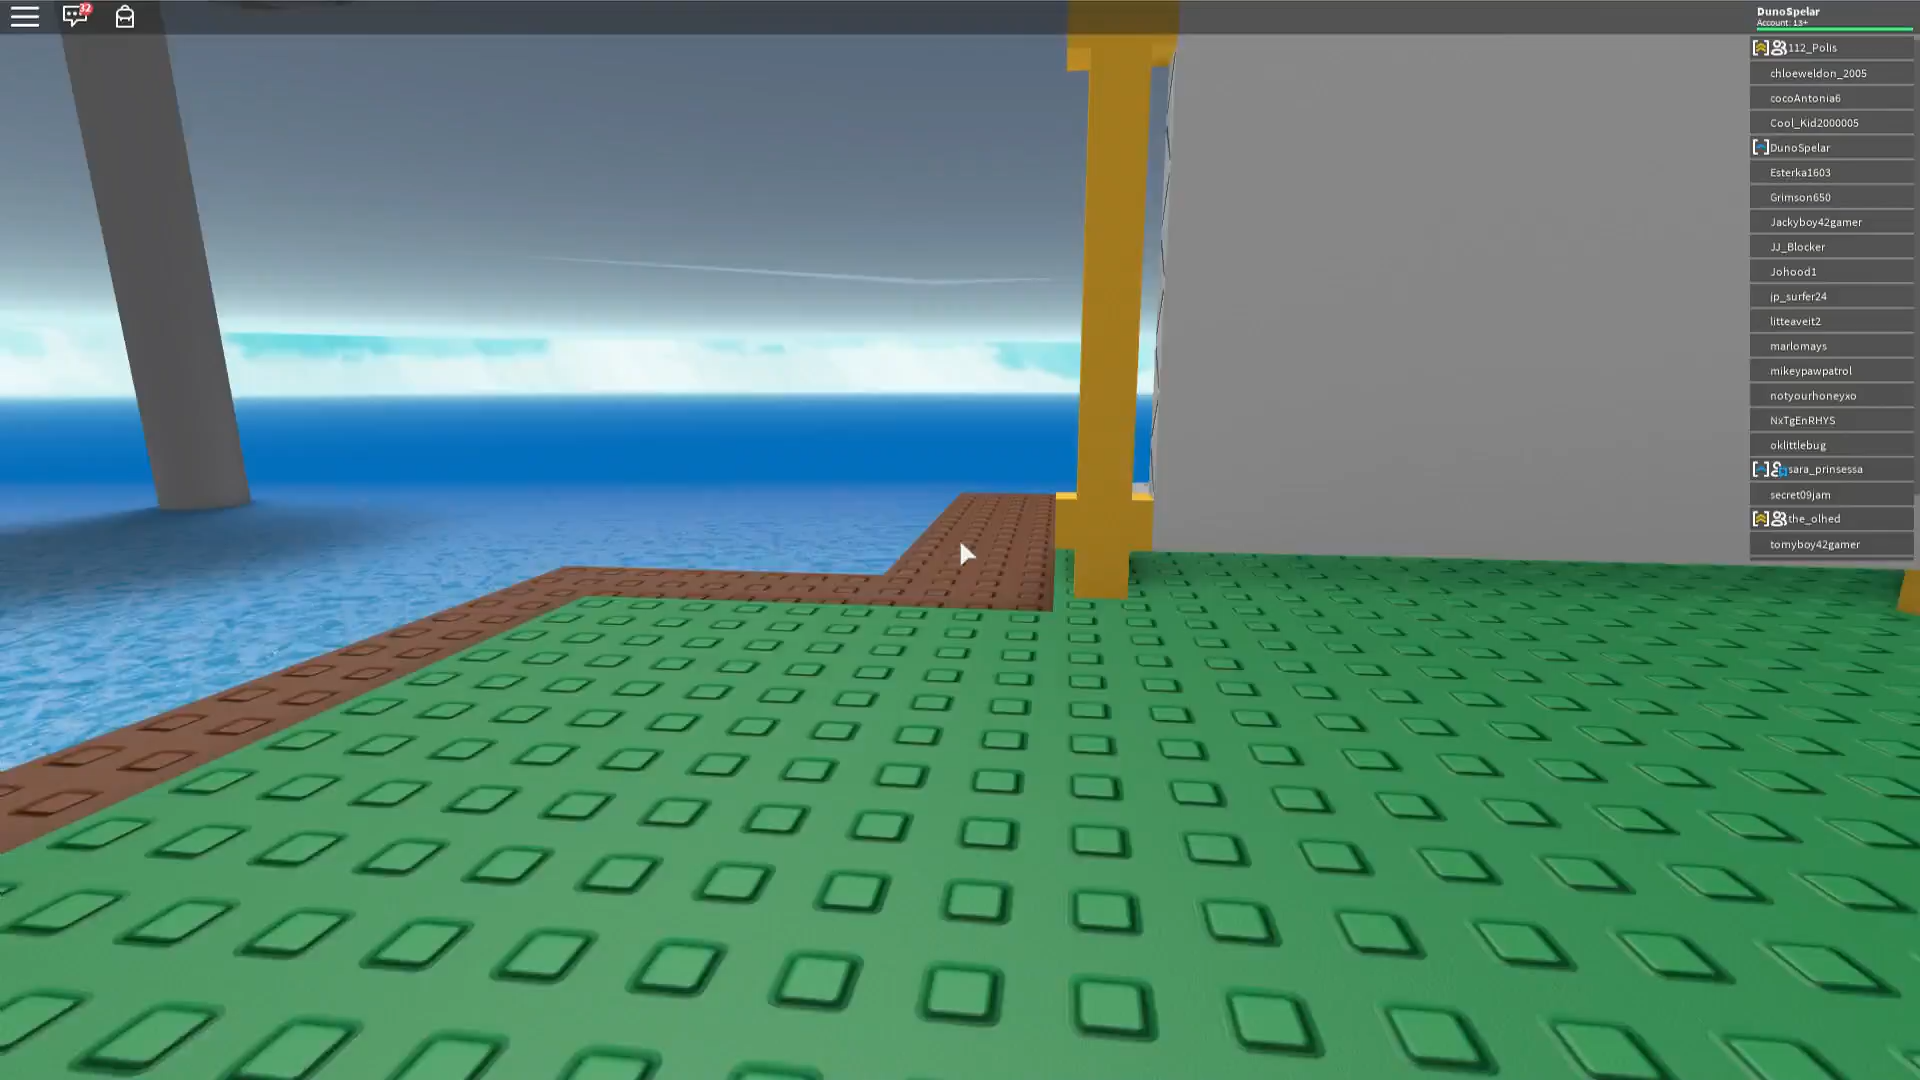 32
DunoSpelar
Account: 13+
112_Polis
chloeweldon_2005
cocoAntonia6
Cool_Kid2000005
DunoSpelar
Esterka1603
Grimson650
Jackyboy42gamer
JJ_Blocker
Johood1
jp_surfer24
litteaveit2
marlomays
mikeypawpatrol
notyourhoneyxo
NxTgEnRHYS
oklittlebug
sara_prinsessa
secret09jam
the_olhed
tomyboy42gamer